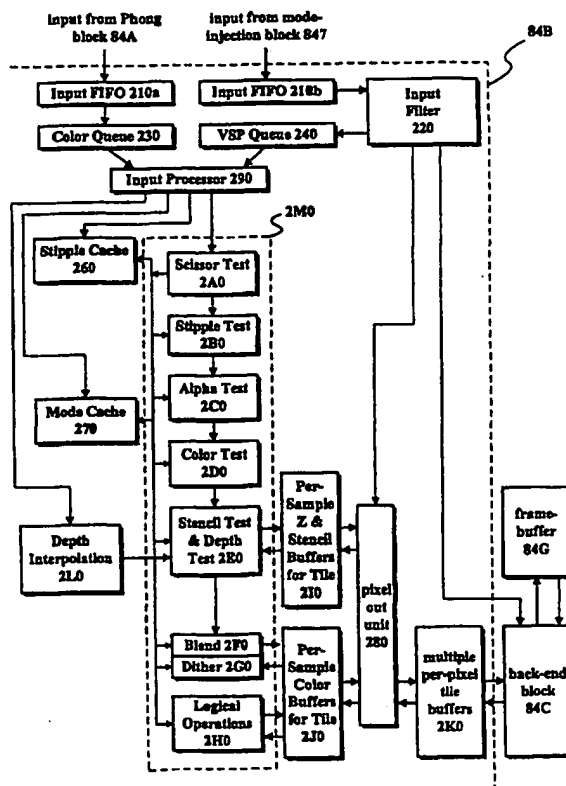 input from Phong
block 84A
input from mode-
injection block 847
84B
Input FIFO 210a
Input FIFO 210b
Input
Filter
220
Color Queue 230
VSP Queue 240
Input Processor 290
2M0
Stipple Cache
260
Scissor Test
2A0
Stipple Test
2B0
Alpha Test
2C0
Mode Cache
270
Color Test
2D0
Stencil Test
& Depth
Test 2E0
Per-
Sample
Z &
Stencil
Buffers
for Tile
2I0
frame-
buffer
84G
Depth
Interpolation
2L0
pixel
out
unit
280
Blend 2F0
Dither 2G0
Per-
Sample
Color
Buffers
for Tile
2J0
multiple
per-pixel
tile
buffers
2K0
back-end
block
84C
Logical
Operations
2H0